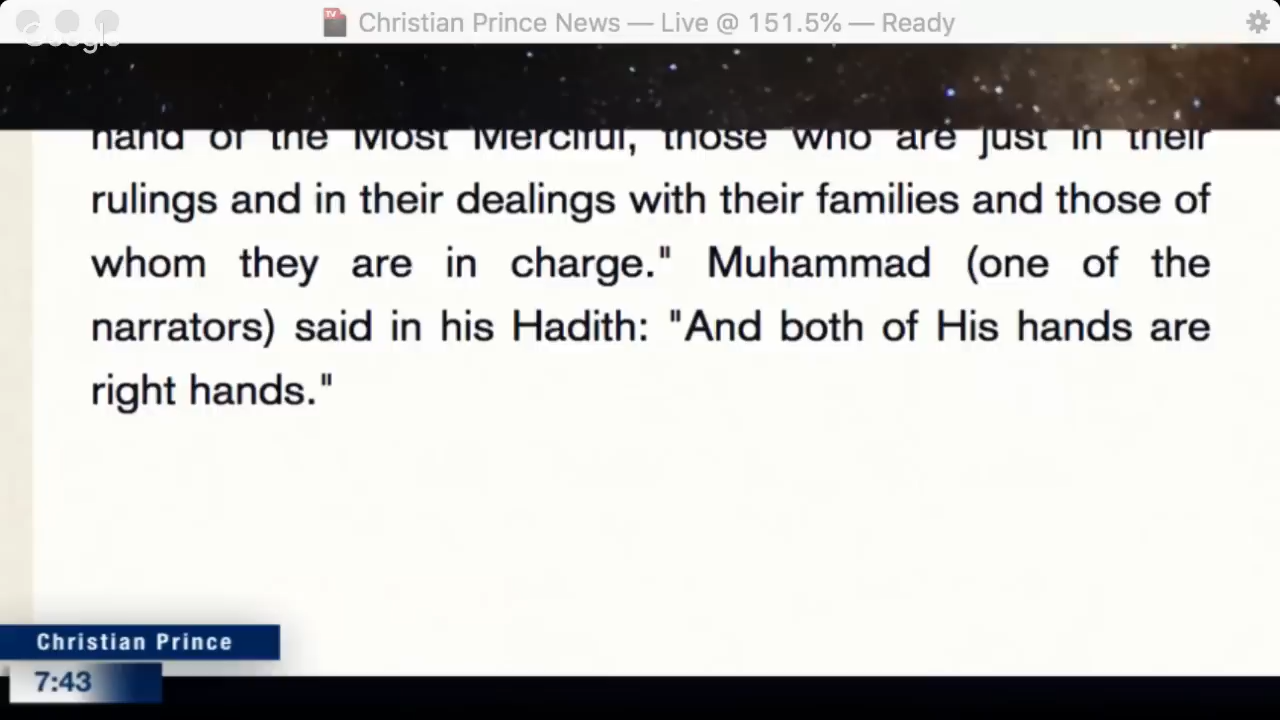 Christian Prince News — Live @ 151.5% — Ready
Google
hand of the Most Merciful, those who are just in their
rulings and in their dealings with their families and those of
whom they are in charge." Muhammad (one of the
narrators) said in his Hadith: "And both of His hands are
right hands."
Christian Prince
7:43